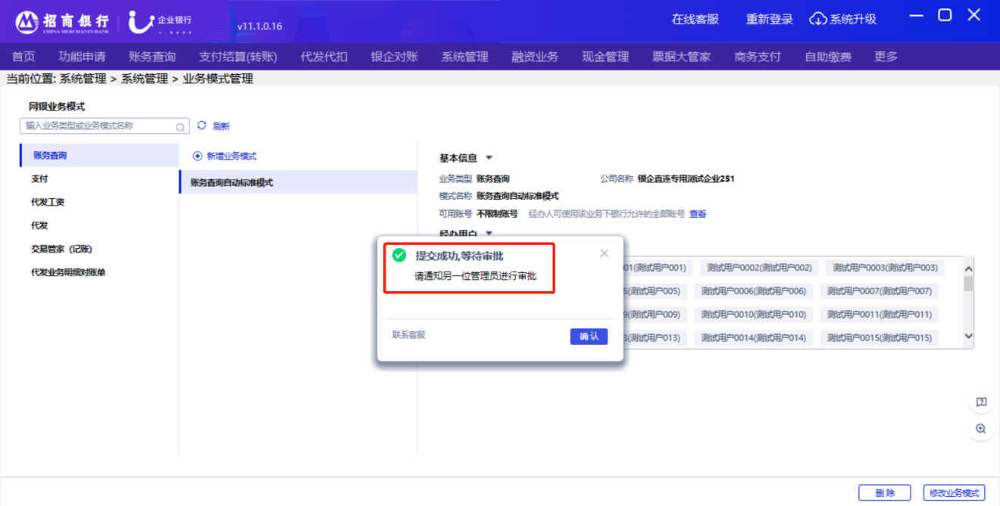 招商银行 企业银行 v11.1.0.16 在线客服 重新登录 系统升级
CHINA MERCHANTS BANK U-BANK
首页 功能申请 账务查询 支付结算(转账) 代发代扣 银企对账 系统管理 融资业务 现金管理 票据大管家 商务支付 自助缴费 更多
当前位置: 系统管理 > 系统管理 > 业务模式管理
网银业务模式
输入业务类型或业务模式名称 刷新
账务查询
支付
代发工资
代发
交易管家（记账）
代发业务明细对账单
新增业务模式
账务查询自动标准模式
基本信息
业务类型 账务查询 公司名称 银企直连专用测试企业251
模式名称 账务查询自动标准模式
可用账号 不限制账号 经办人可使用该业务下银行允许的全部账号 查看
经办用户
01(测试用户001) 测试用户0002(测试用户002) 测试用户0003(测试用户003)
5(测试用户005) 测试用户0006(测试用户006) 测试用户0007(测试用户007)
9(测试用户009) 测试用户0010(测试用户010) 测试用户0011(测试用户011)
3(测试用户013) 测试用户0014(测试用户014) 测试用户0015(测试用户015)
提交成功,等待审批
请通知另一位管理员进行审批
联系客服 确认
删除 修改业务模式